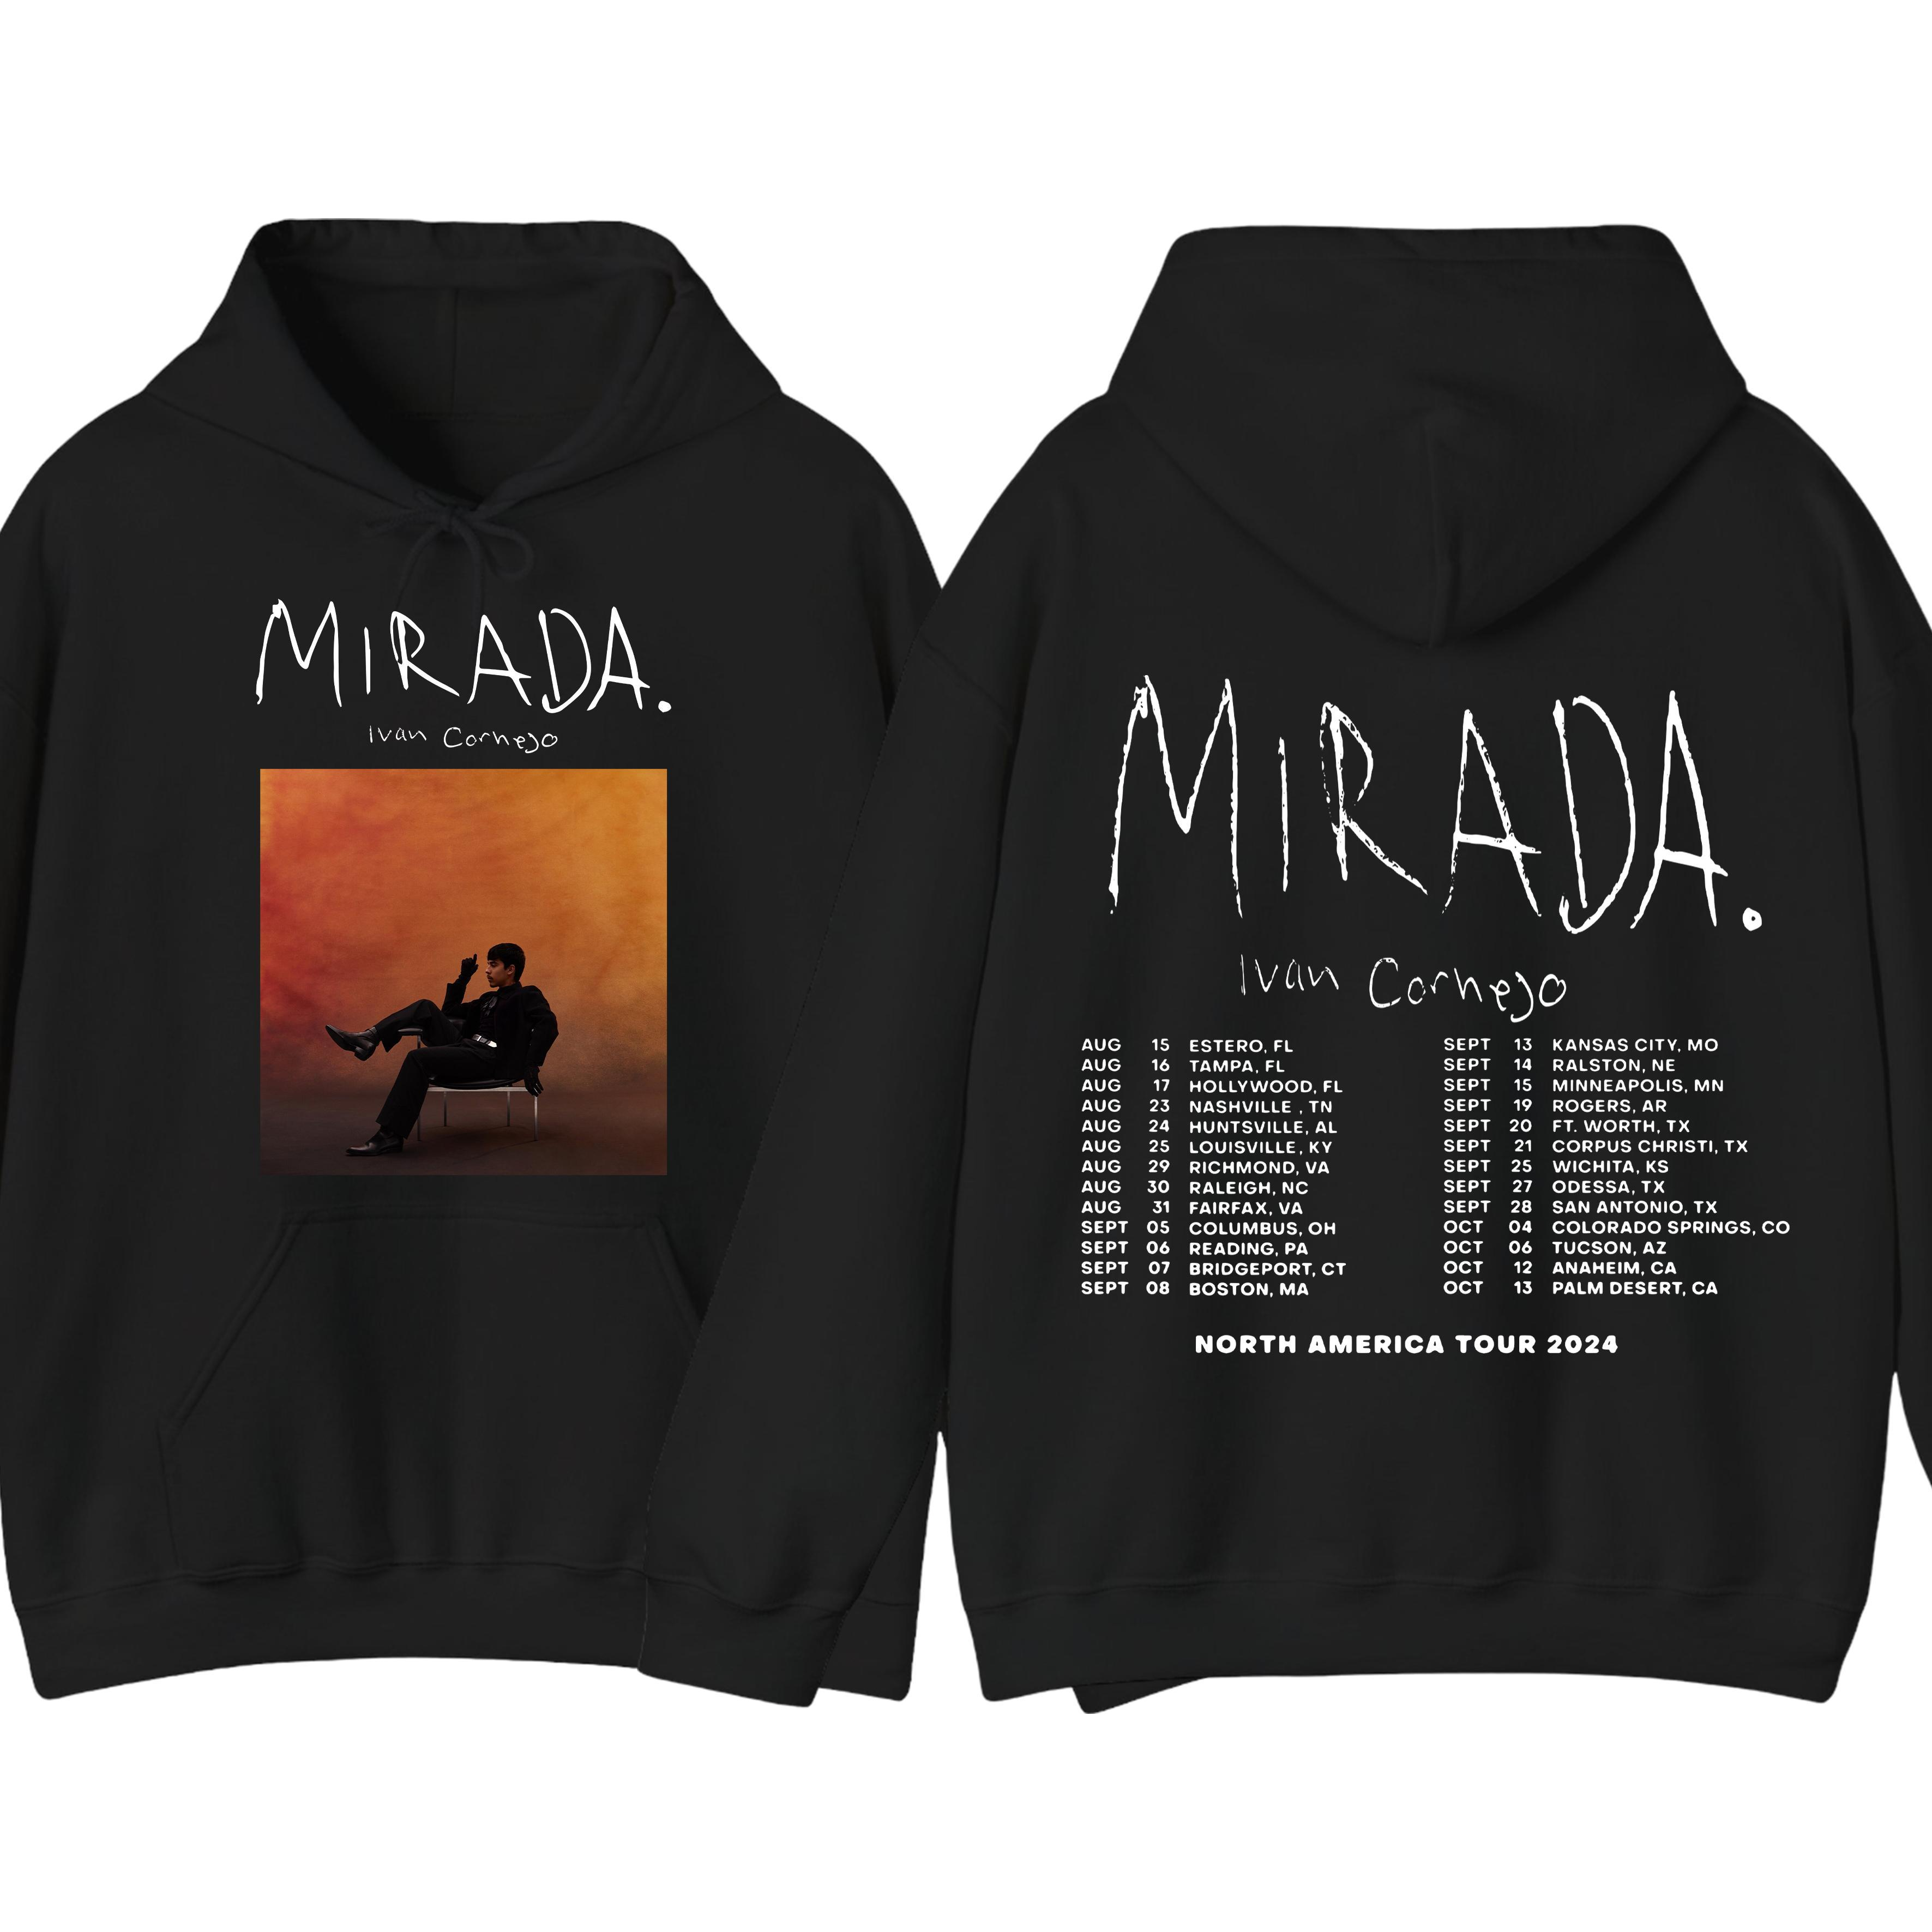 MIRADA.
Ivan Cornejo
MIRADA.
Ivan Cornejo
AUG 15 ESTERO, FL
AUG 16 TAMPA, FL
AUG 17 HOLLYWOOD, FL
AUG 23 NASHVILLE , TN
AUG 24 HUNTSVILLE, AL
AUG 25 LOUISVILLE, KY
AUG 29 RICHMOND, VA
AUG 30 RALEIGH, NC
AUG 31 FAIRFAX, VA
SEPT 05 COLUMBUS, OH
SEPT 06 READING, PA
SEPT 07 BRIDGEPORT, CT
SEPT 08 BOSTON, MA
SEPT 13 KANSAS CITY, MO
SEPT 14 RALSTON, NE
SEPT 15 MINNEAPOLIS, MN
SEPT 19 ROGERS, AR
SEPT 20 FT. WORTH, TX
SEPT 21 CORPUS CHRISTI, TX
SEPT 25 WICHITA, KS
SEPT 27 ODESSA, TX
SEPT 28 SAN ANTONIO, TX
OCT 04 COLORADO SPRINGS, CO
OCT 06 TUCSON, AZ
OCT 12 ANAHEIM, CA
OCT 13 PALM DESERT, CA
NORTH AMERICA TOUR 2024